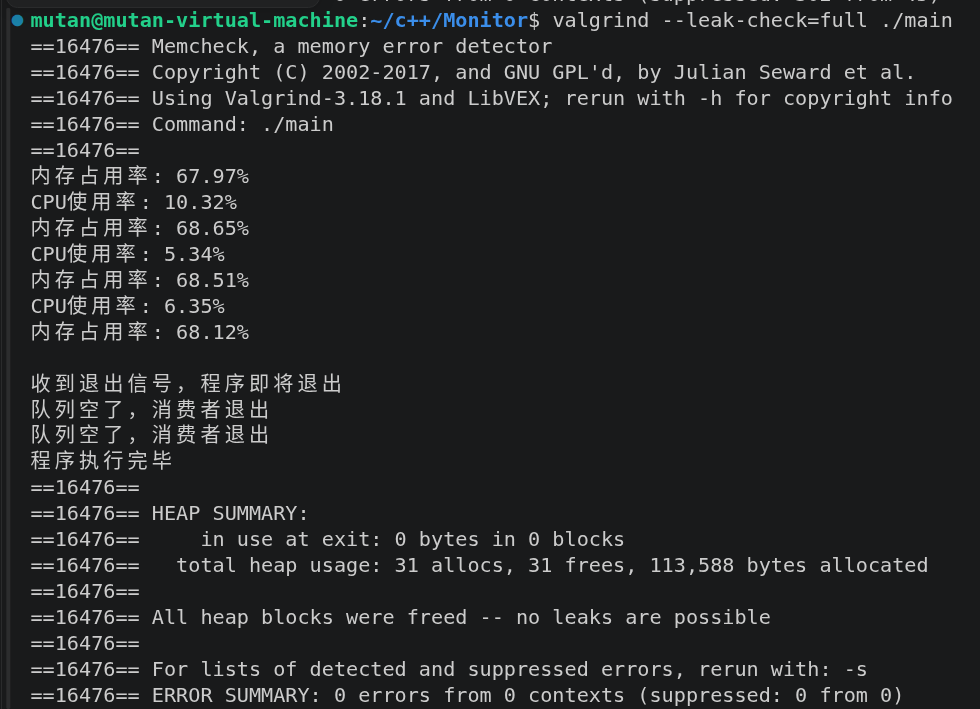 mutan@mutan-virtual-machine:~/c++/Monitor$ valgrind --leak-check=full ./main
==16476== Memcheck, a memory error detector
==16476== Copyright (C) 2002-2017, and GNU GPL'd, by Julian Seward et al.
==16476== Using Valgrind-3.18.1 and LibVEX; rerun with -h for copyright info
==16476== Command: ./main
==16476==
内存占用率: 67.97%
CPU使用率: 10.32%
内存占用率: 68.65%
CPU使用率: 5.34%
内存占用率: 68.51%
CPU使用率: 6.35%
内存占用率: 68.12%
收到退出信号，程序即将退出
队列空了，消费者退出
队列空了，消费者退出
程序执行完毕
==16476==
==16476== HEAP SUMMARY:
==16476==     in use at exit: 0 bytes in 0 blocks
==16476==   total heap usage: 31 allocs, 31 frees, 113,588 bytes allocated
==16476==
==16476== All heap blocks were freed -- no leaks are possible
==16476==
==16476== For lists of detected and suppressed errors, rerun with: -s
==16476== ERROR SUMMARY: 0 errors from 0 contexts (suppressed: 0 from 0)